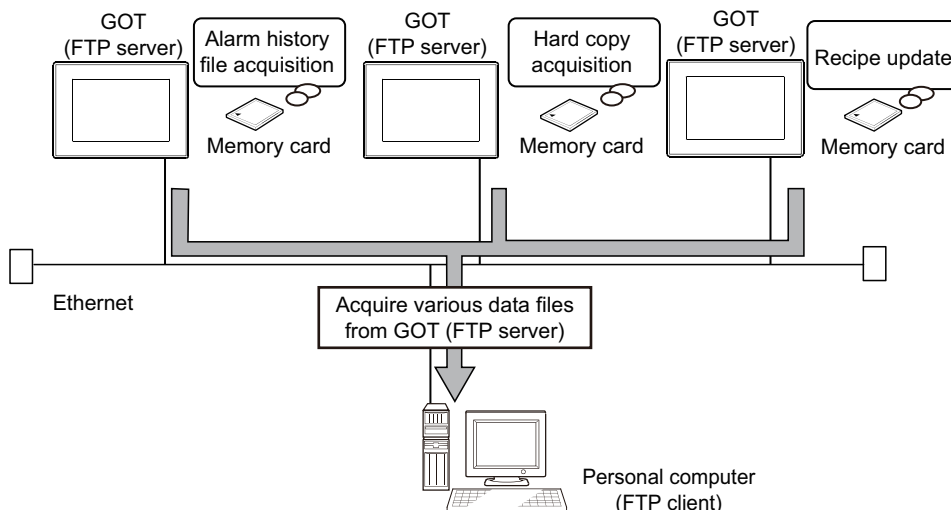 GOT
(FTP server)
Alarm history
file acquisition
Memory card
GOT
(FTP server)
Hard copy
acquisition
Memory card
GOT
(FTP server)
Recipe update
Memory card
Ethernet
Acquire various data files
from GOT (FTP server)
Personal computer
(FTP client)